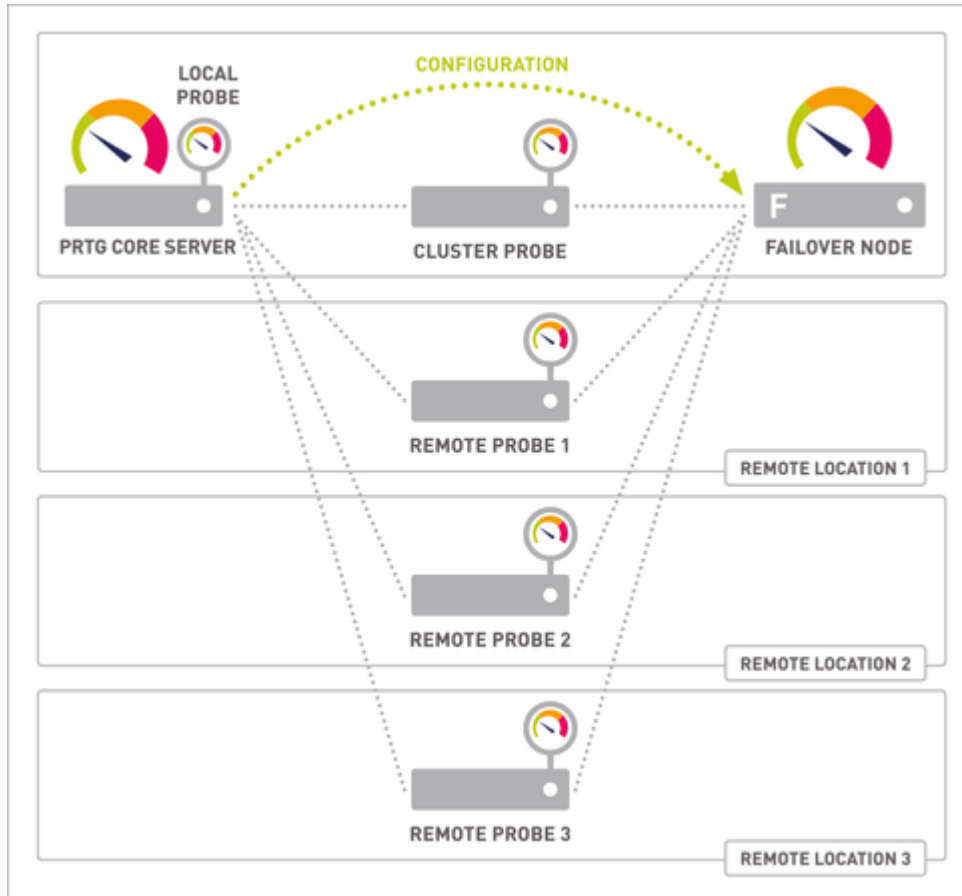 LOCAL
PROBE
CONFIGURATION
PRTG CORE SERVER
CLUSTER PROBE
F
FAILOVER NODE
REMOTE PROBE 1
REMOTE LOCATION 1
REMOTE PROBE 2
REMOTE LOCATION 2
REMOTE PROBE 3
REMOTE LOCATION 3